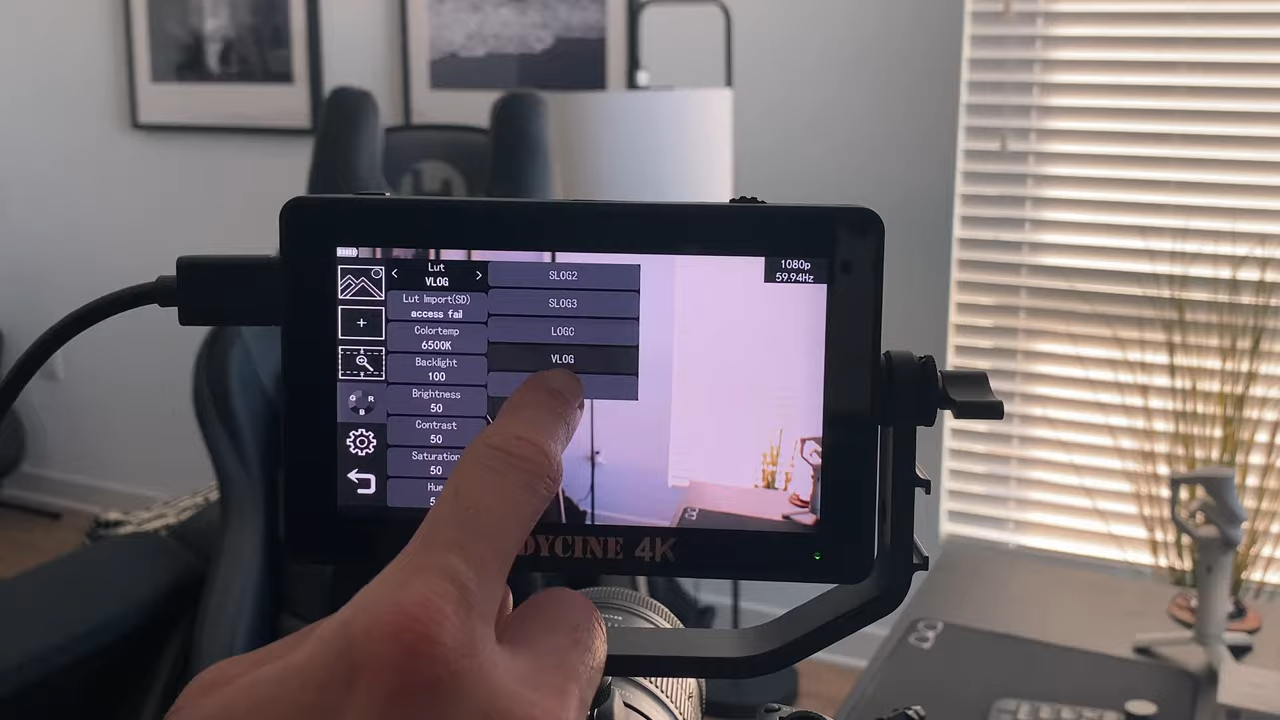 1080p
59.94Hz
Lut
VLOG
Lut Import(SD)
access fail
Colortemp
6500K
Backlight
100
Brightness
50
Contrast
50
Saturation
50
Hue
SLOG2
SLOG3
LOGC
VLOG
G R
B
4K